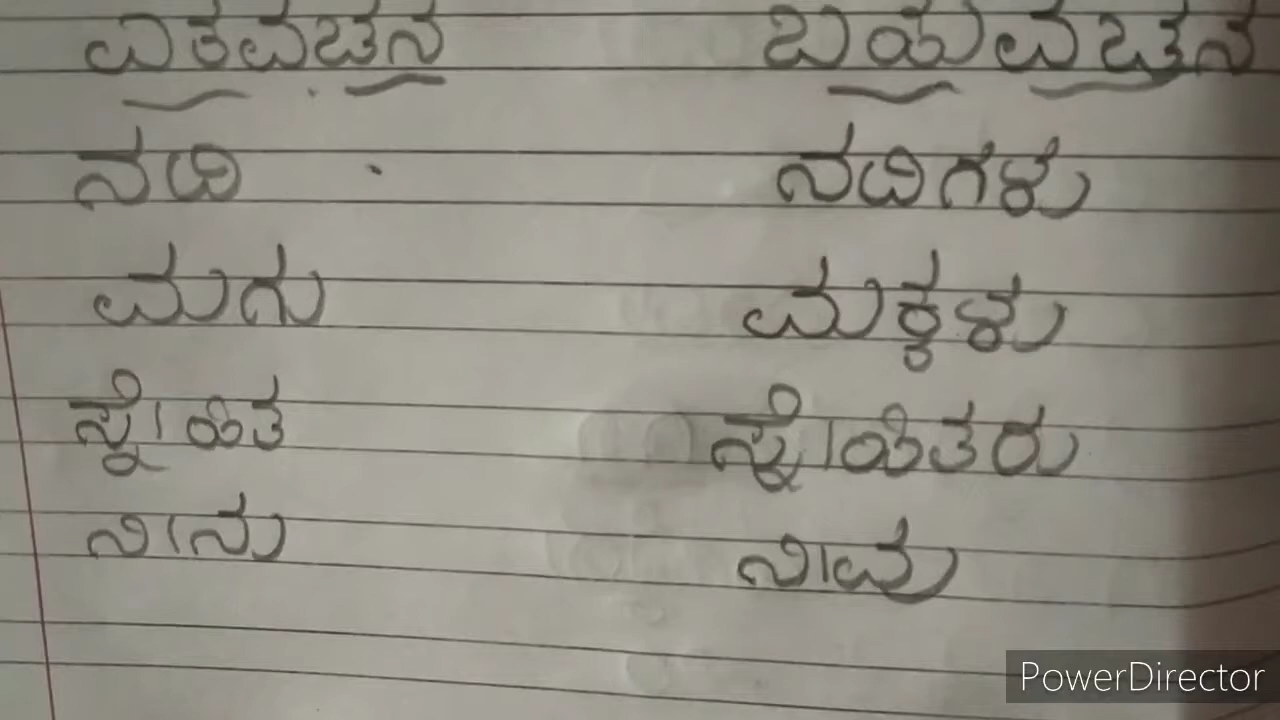 ಏಕವಚನ ಬಹುವಚನ
ನದಿ ನದಿಗಳು
ಮಗು ಮಕ್ಕಳು
ಸ್ನೇಹಿತ ಸ್ನೇಹಿತರು
ನೀನು ನೀವು
PowerDirector